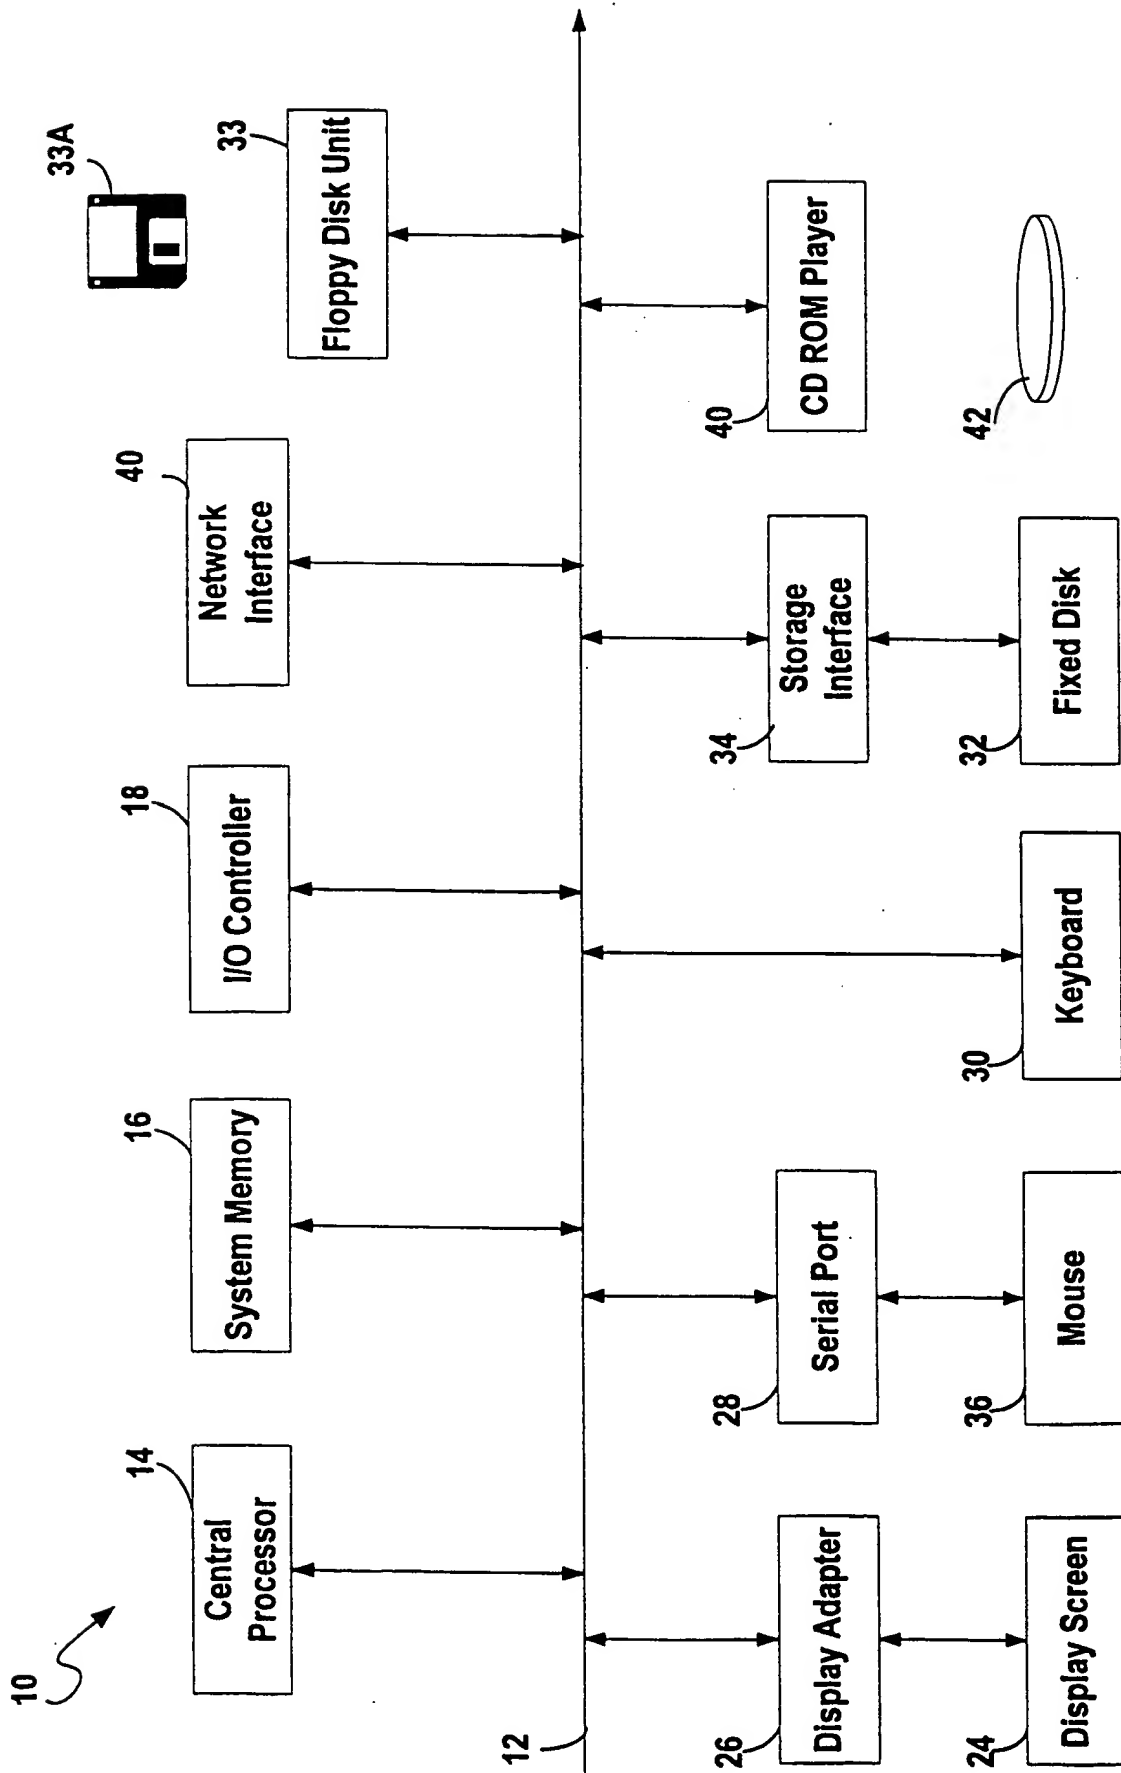 10
14
Central
Processor
16
System Memory
18
I/O Controller
40
Network
Interface
33A
33
Floppy Disk Unit
12
26
Display Adapter
28
Serial Port
34
Storage
Interface
40
CD ROM Player
24
Display Screen
36
Mouse
30
Keyboard
32
Fixed Disk
42